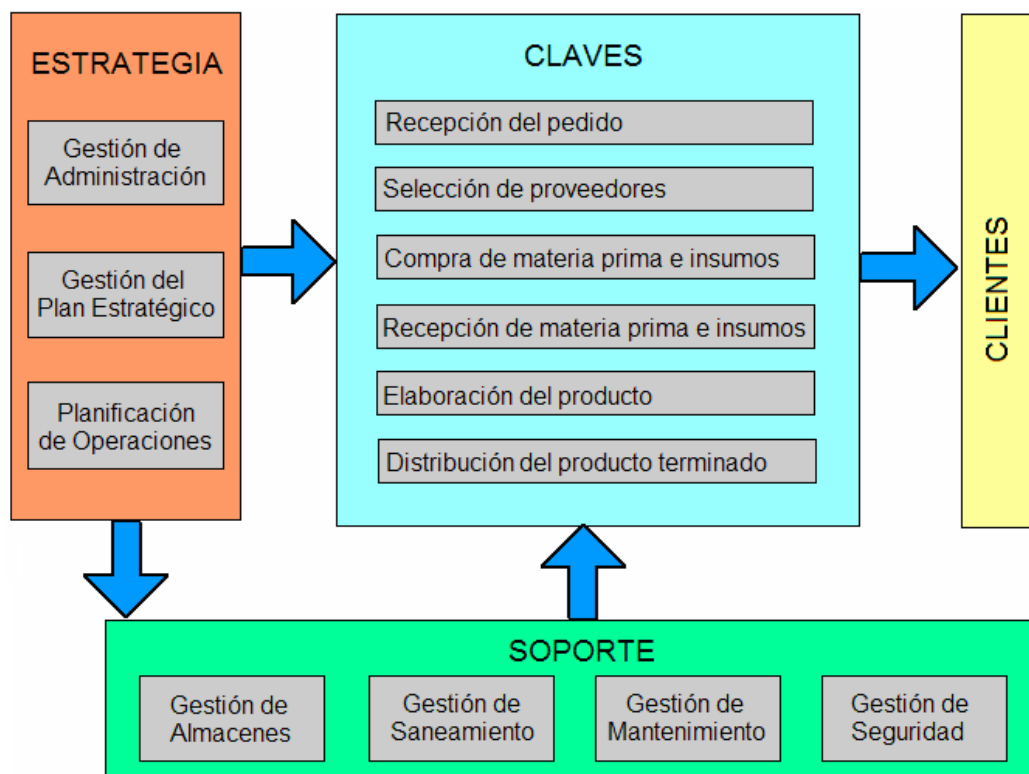 ESTRATEGIA
Gestión de
Administración
Gestión del
Plan Estratégico
Planificación
de Operaciones
CLAVES
Recepción del pedido
Selección de proveedores
Compra de materia prima e insumos
Recepción de materia prima e insumos
Elaboración del producto
Distribución del producto terminado
CLIENTES
SOPORTE
Gestión de
Almacenes
Gestión de
Saneamiento
Gestión de
Mantenimiento
Gestión de
Seguridad